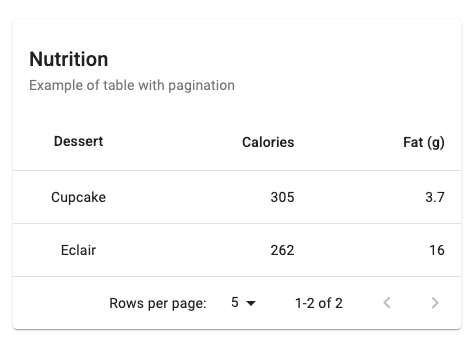 Nutrition
Example of table with pagination
Dessert Calories Fat (g)
Cupcake 305 3.7
Eclair 262 16
Rows per page: 5 1-2 of 2